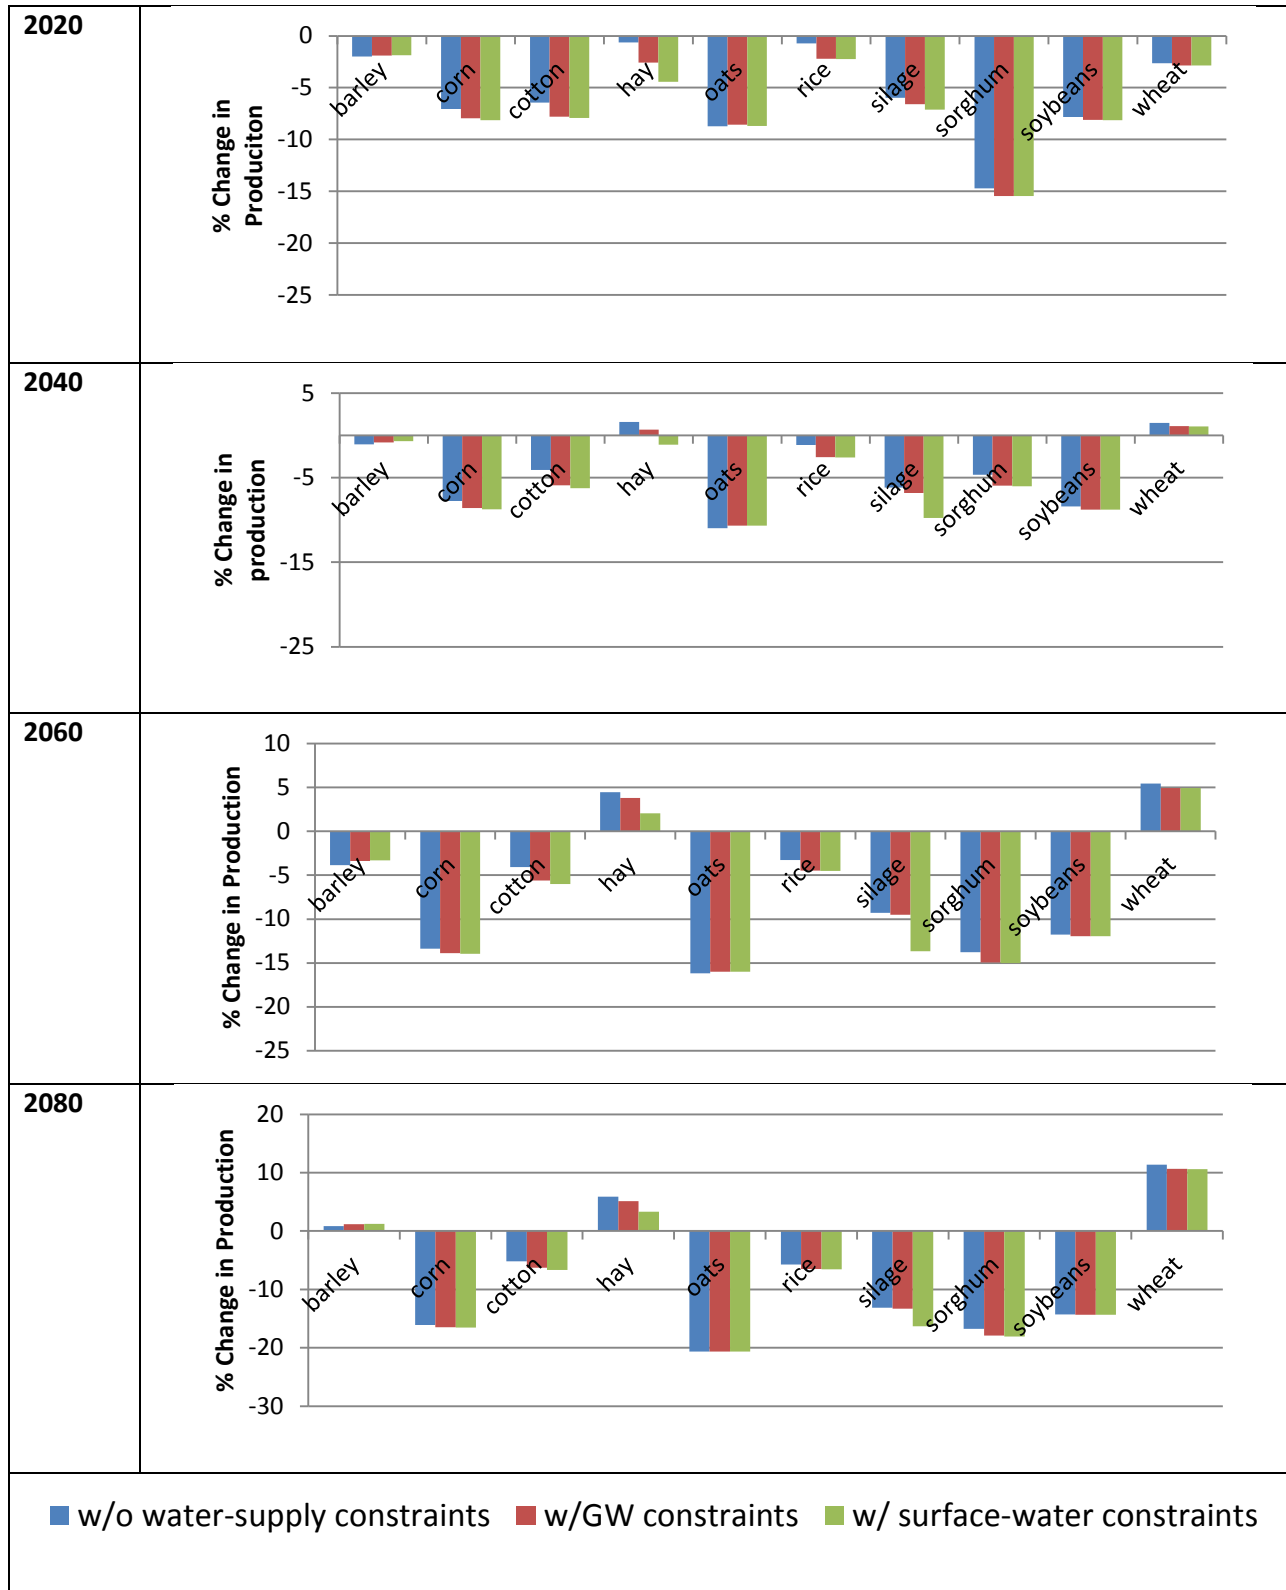 2020
% Change in
Produciton
0
-5
-10
-15
-20
-25
barley
corn
cotton
hay
oats
rice
silage
sorghum
soybeans
wheat
2040
% Change in
production
5
-5
-15
-25
barley
corn
cotton
hay
oats
rice
silage
sorghum
soybeans
wheat
2060
% Change in Production
10
5
0
-5
-10
-15
-20
-25
barley
corn
cotton
hay
oats
rice
silage
sorghum
soybeans
wheat
2080
% Change in Production
20
10
0
-10
-20
-30
barley
corn
cotton
hay
oats
rice
silage
sorghum
soybeans
wheat
w/o water-supply constraints w/GW constraints w/ surface-water constraints